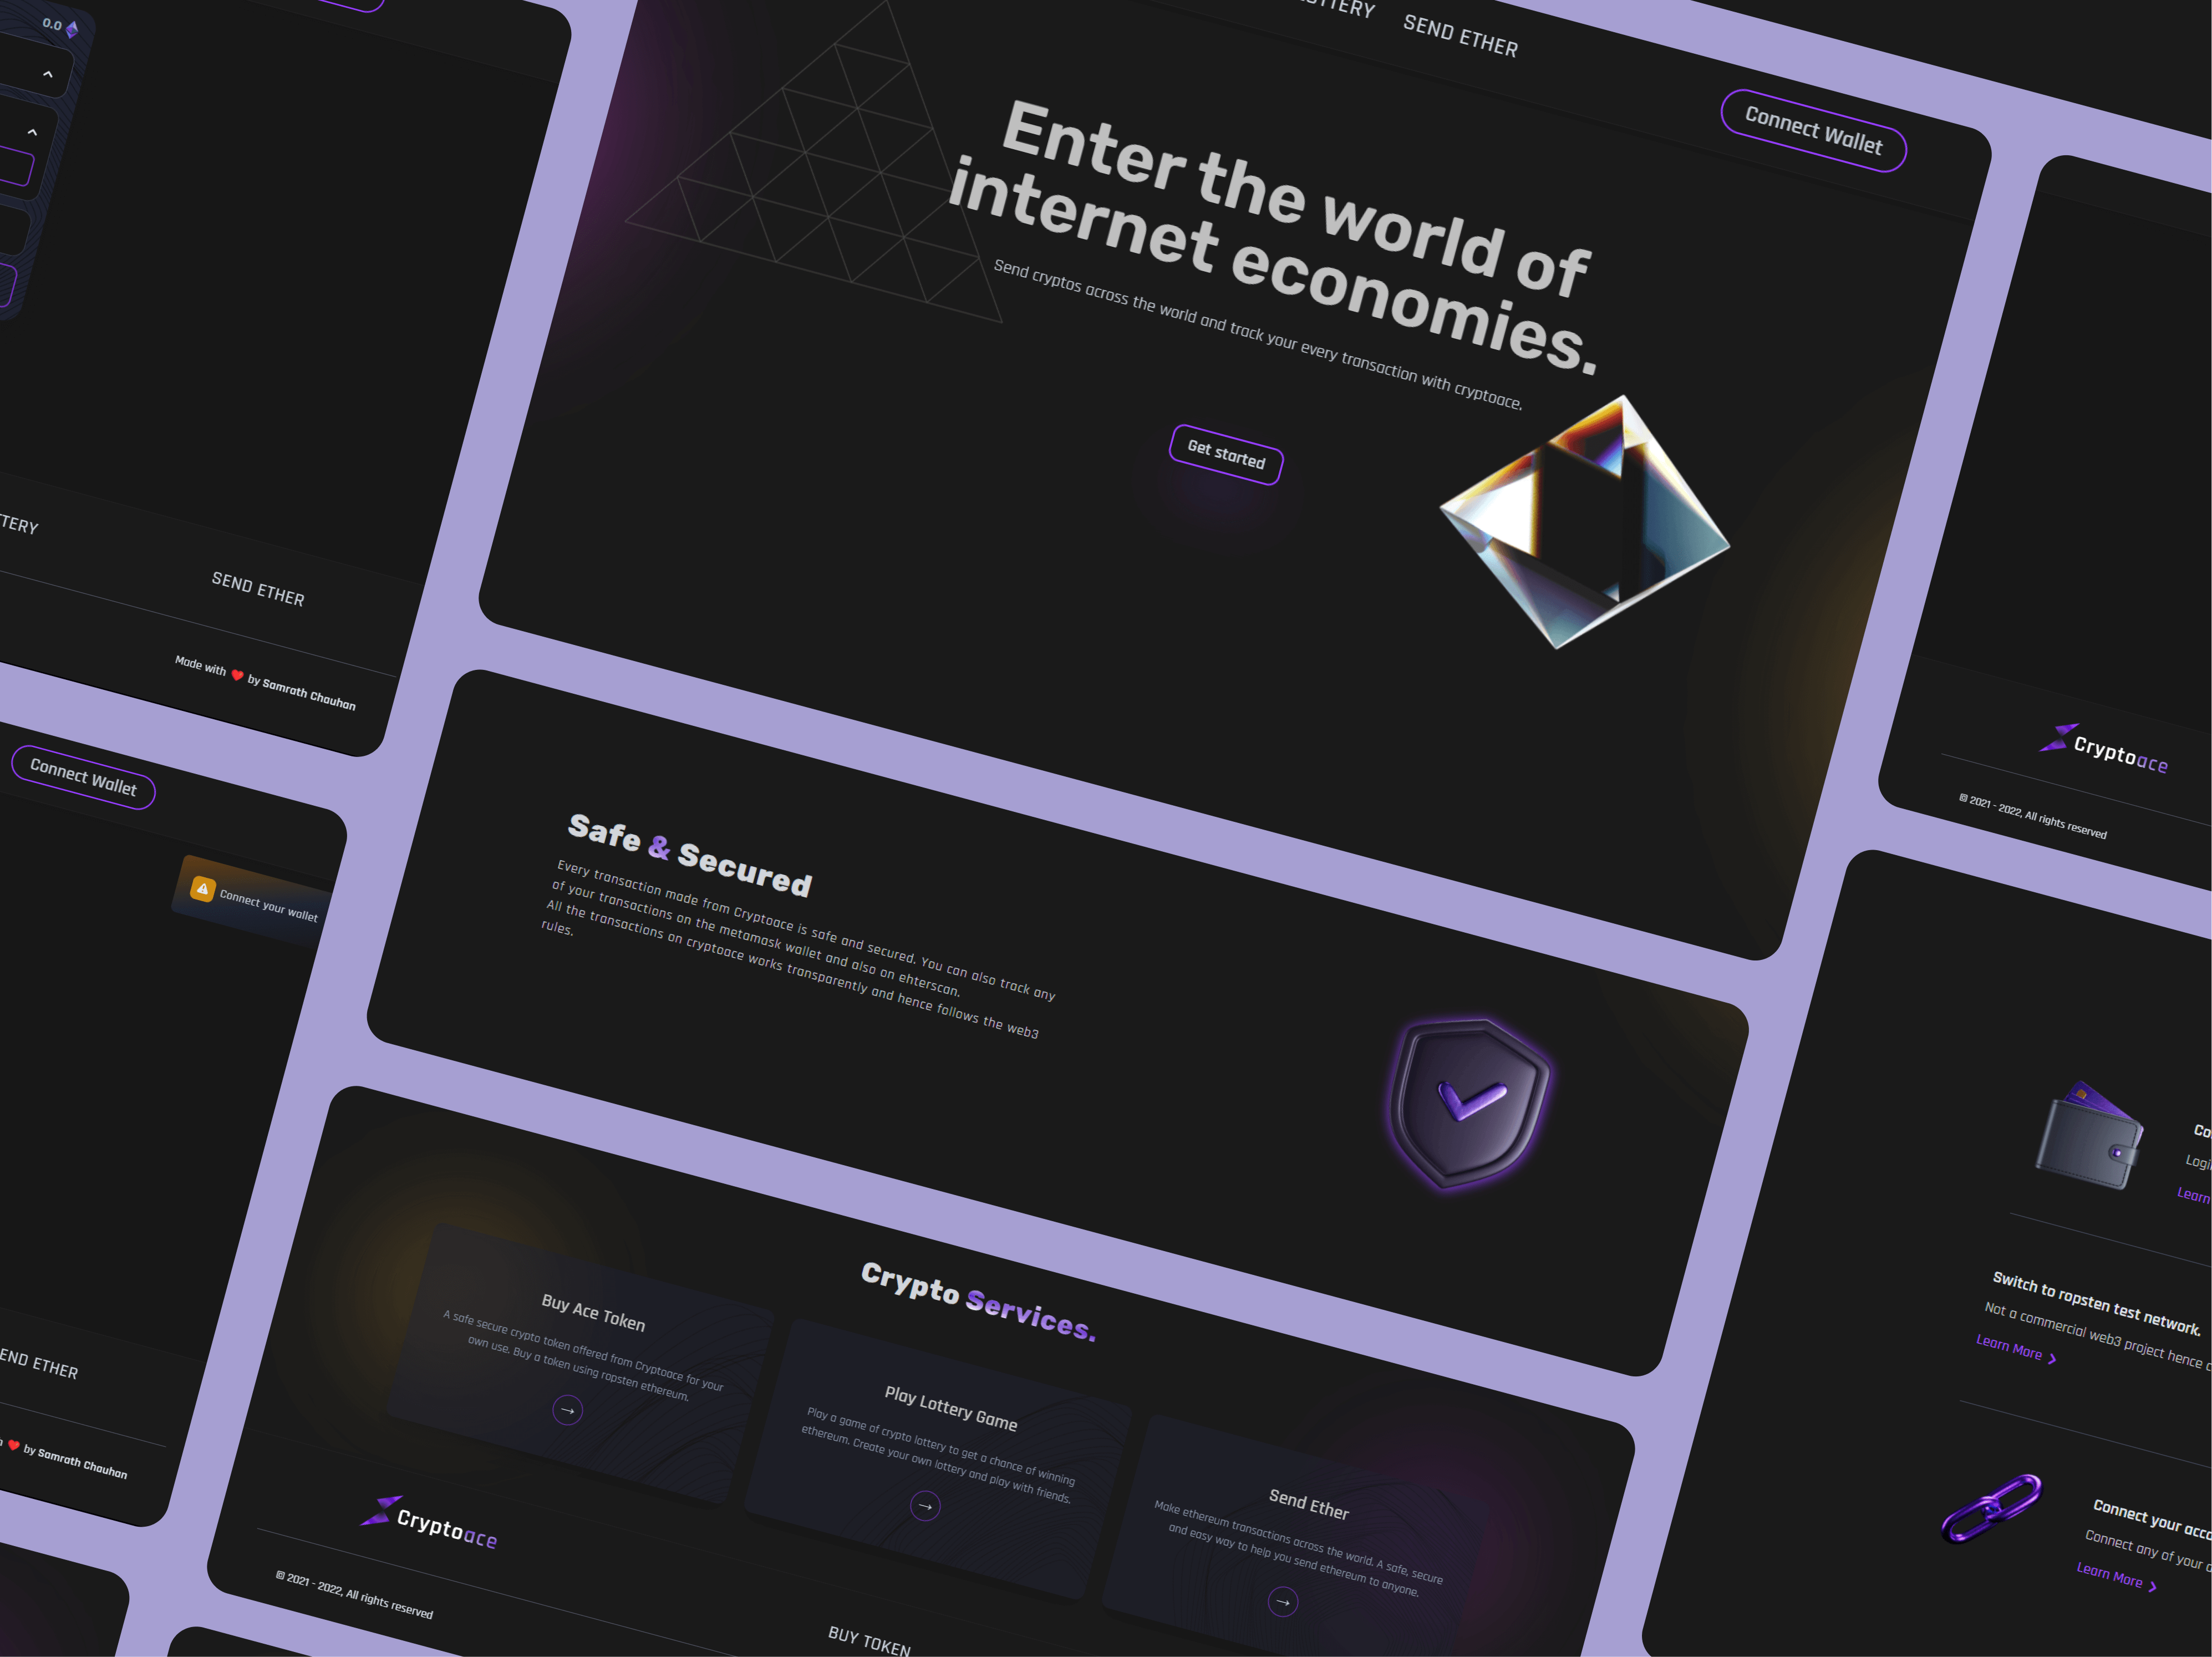 0.0
TTERY
SEND ETHER
Made with ❤️ by Samrath Chauhan
Connect Wallet
Connect your wallet
END ETHER
by Samrath Chauhan
SEND ETHER
Connect Wallet
Enter the world of
internet economies.
Send cryptos across the world and track your every transaction with cryptoace.
Get started
Safe & Secured
Every transaction made from Cryptoace is safe and secured. You can also track any
of your transactions on the metamask wallet and also on ehterscan.
All the transactions on cryptoace works transparently and hence follows the web3
rules.
Crypto Services.
Buy Ace Token
A safe secure crypto token offered from Cryptoace for your
own use. Buy a token using ropsten ethereum.
Play Lottery Game
Play a game of crypto lottery to get a chance of winning
ethereum. Create your own lottery and play with friends.
Send Ether
Make ethereum transactions across the world. A safe, secure
and easy way to help you send ethereum to anyone.
Cryptoace
© 2021 - 2022, All rights reserved
BUY TOKEN
Cryptoace
© 2021 - 2022, All rights reserved
Co
Logi
Learn
Switch to ropsten test network.
Not a commercial web3 project hence
Learn More
Connect your acco
Connect any of your
Learn More